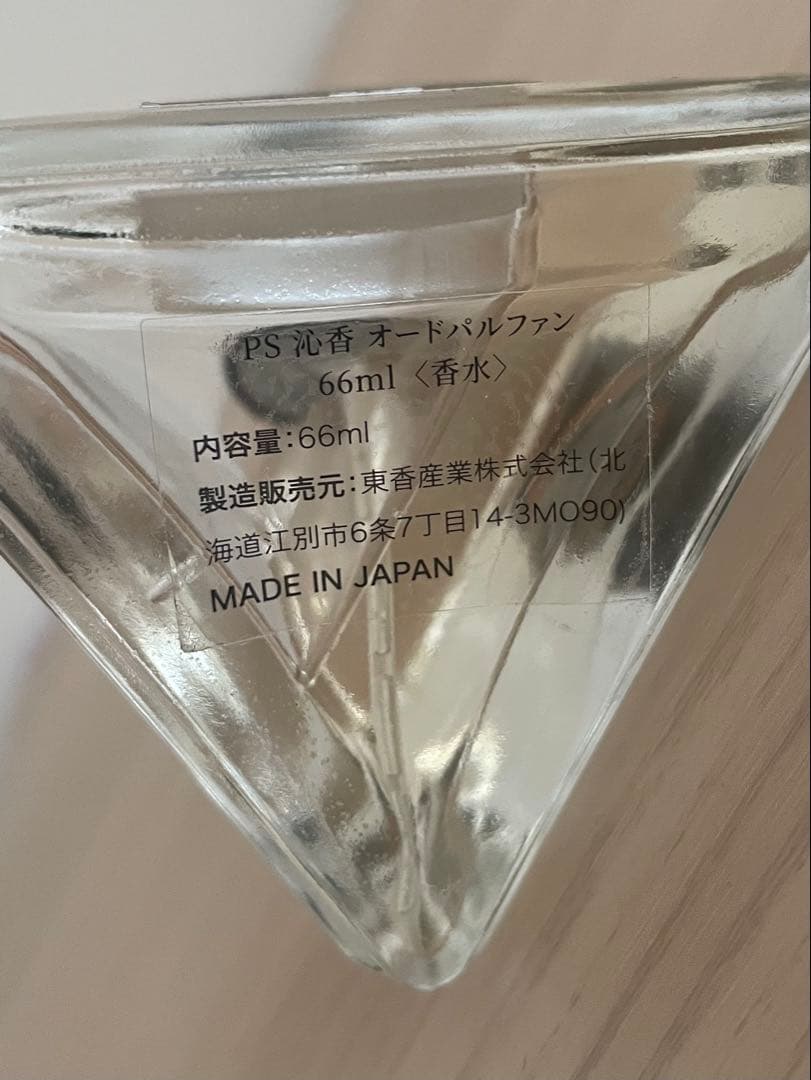 PS 沁香 オードパルファン
66ml〈香水〉
内容量：66ml
製造販売元：東香産業株式会社（北
海道江別市6条7丁目14-3MO90)
MADE IN JAPAN